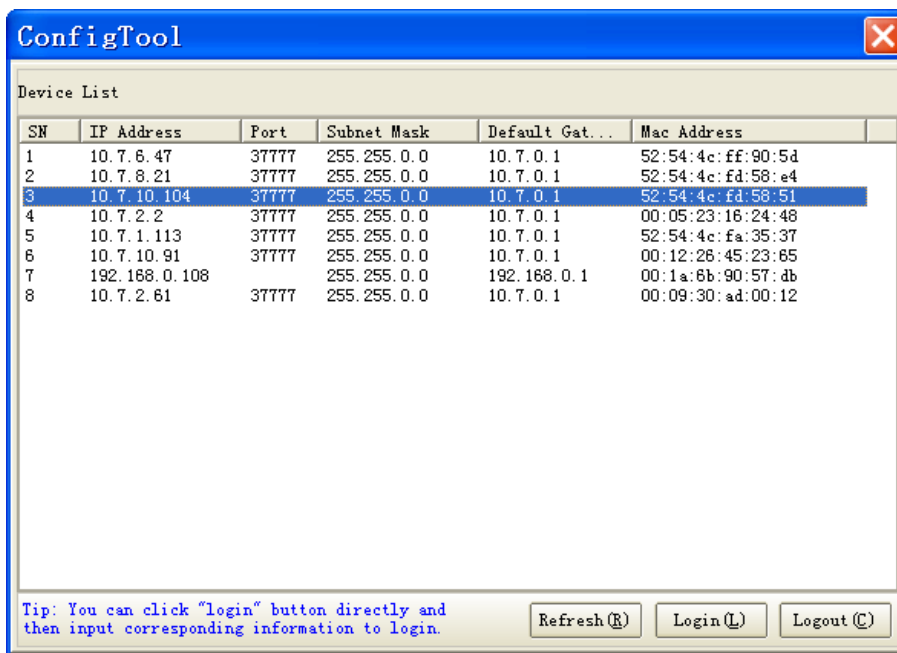 ConfigTool
Device List
SN IP Address Port Subnet Mask Default Gat... Mac Address
1 10.7.6.47 37777 255.255.0.0 10.7.0.1 52:54:4c:ff:90:5d
2 10.7.8.21 37777 255.255.0.0 10.7.0.1 52:54:4c:fd:58:e4
3 10.7.10.104 37777 255.255.0.0 10.7.0.1 52:54:4c:fd:58:51
4 10.7.2.2 37777 255.255.0.0 10.7.0.1 00:05:23:16:24:48
5 10.7.1.113 37777 255.255.0.0 10.7.0.1 52:54:4c:fa:35:37
6 10.7.10.91 37777 255.255.0.0 10.7.0.1 00:12:26:45:23:65
7 192.168.0.108 255.255.0.0 192.168.0.1 00:1a:6b:90:57:db
8 10.7.2.61 37777 255.255.0.0 10.7.0.1 00:09:30:ad:00:12
Tip: You can click "login" button directly and
then input corresponding information to login.
Refresh(R) Login(L) Logout(C)